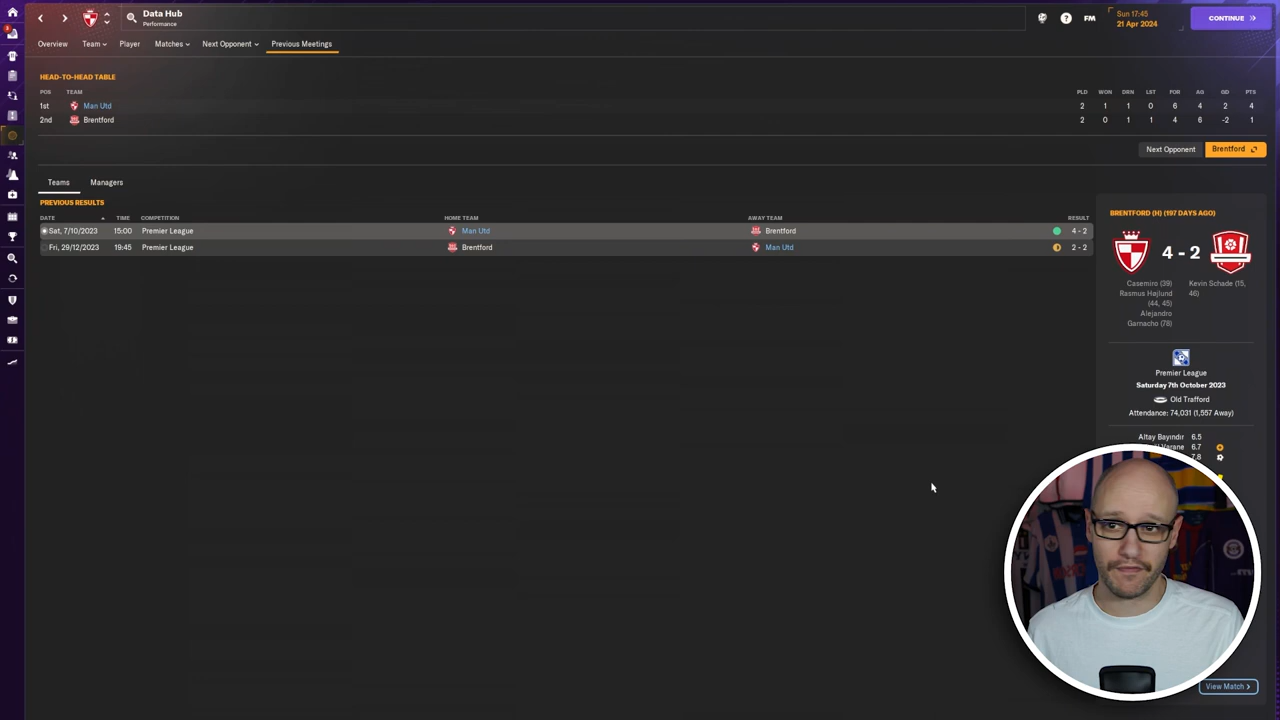 Data Hub
Performance
3
FM
Sun 17:45
21 Apr 2024
CONTINUE
Overview Team Player Matches Next Opponent Previous Meetings
HEAD-TO-HEAD TABLE
POS TEAM PLD WON DRN LST FOR AG GD PTS
1st Man Utd 2 1 1 0 6 4 2 4
2nd Brentford 2 0 1 1 4 6 -2 1
Next Opponent Brentford
Teams Managers
PREVIOUS RESULTS
DATE TIME COMPETITION HOME TEAM AWAY TEAM RESULT
Sat, 7/10/2023 15:00 Premier League Man Utd Brentford 4 - 2
Fri, 29/12/2023 19:45 Premier League Brentford Man Utd 2 - 2
BRENTFORD (H) (197 DAYS AGO)
4 - 2
Casemiro (39)
Rasmus Højlund
(44, 45)
Alejandro
Garnacho (78)
Kevin Schade (15,
46)
Premier League
Saturday 7th October 2023
Old Trafford
Attendance: 74,031 (1,557 Away)
Altay Bayındır 6.5
Varane 6.7
7.8
View Match >